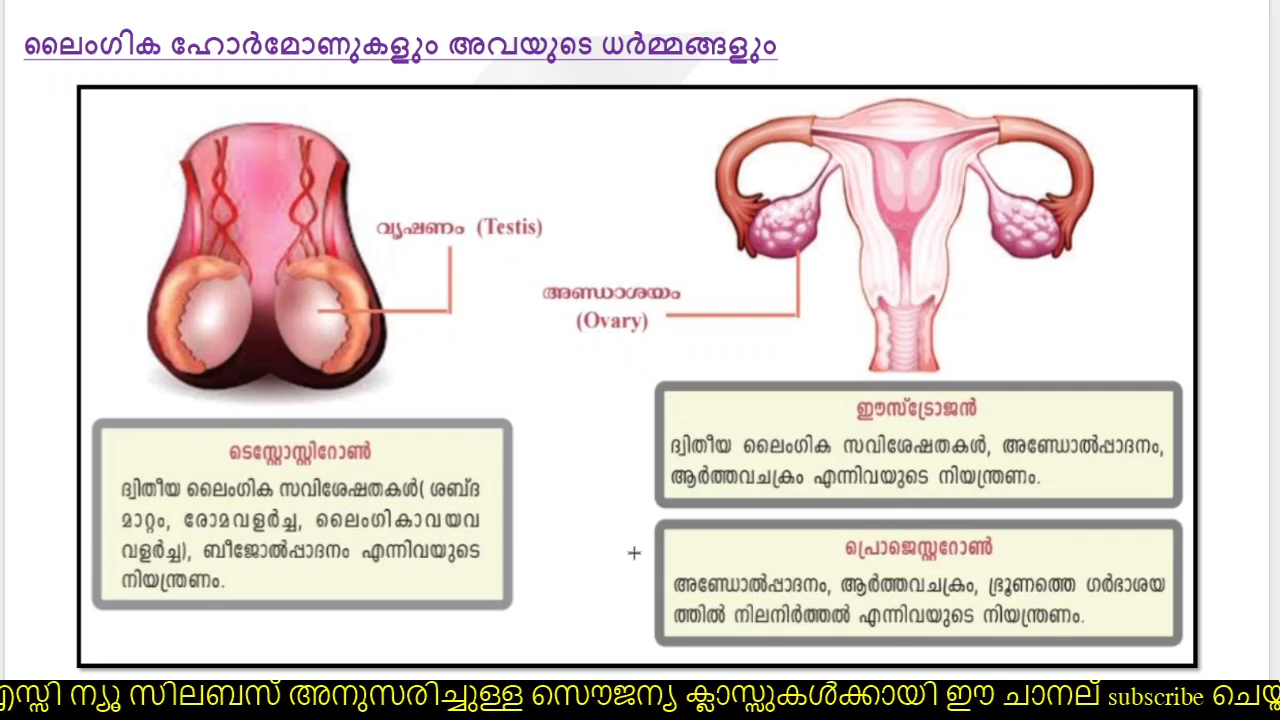 ലൈംഗിക ഹോർമോണുകളും അവയുടെ ധർമ്മങ്ങളും
വൃഷണം (Testis)
അണ്ഡാശയം
(Ovary)
ടെസ്റ്റോസ്റ്റിറോൺ
ദ്വിതീയ ലൈംഗിക സവിശേഷതകൾ( ശബ്ദ
മാറ്റം, രോമവളർച്ച, ലൈംഗികാവയവ
വളർച്ച), ബീജോൽപ്പാദനം എന്നിവയുടെ
നിയന്ത്രണം.
ഈസ്ട്രോജൻ
ദ്വിതീയ ലൈംഗിക സവിശേഷതകൾ, അണ്ഡോൽപ്പാദനം,
ആർത്തവചക്രം എന്നിവയുടെ നിയന്ത്രണം.
+
പ്രൊജെസ്റ്ററോൺ
അണ്ഡോൽപ്പാദനം, ആർത്തവചക്രം, ഭ്രൂണത്തെ ഗർഭാശയ
ത്തിൽ നിലനിർത്തൽ എന്നിവയുടെ നിയന്ത്രണം.
ന്യൂ സിലബസ് അനുസരിച്ചുള്ള സൌജന്യ ക്ലാസ്സുകൾക്കായി ഈ ചാനല് subscribe